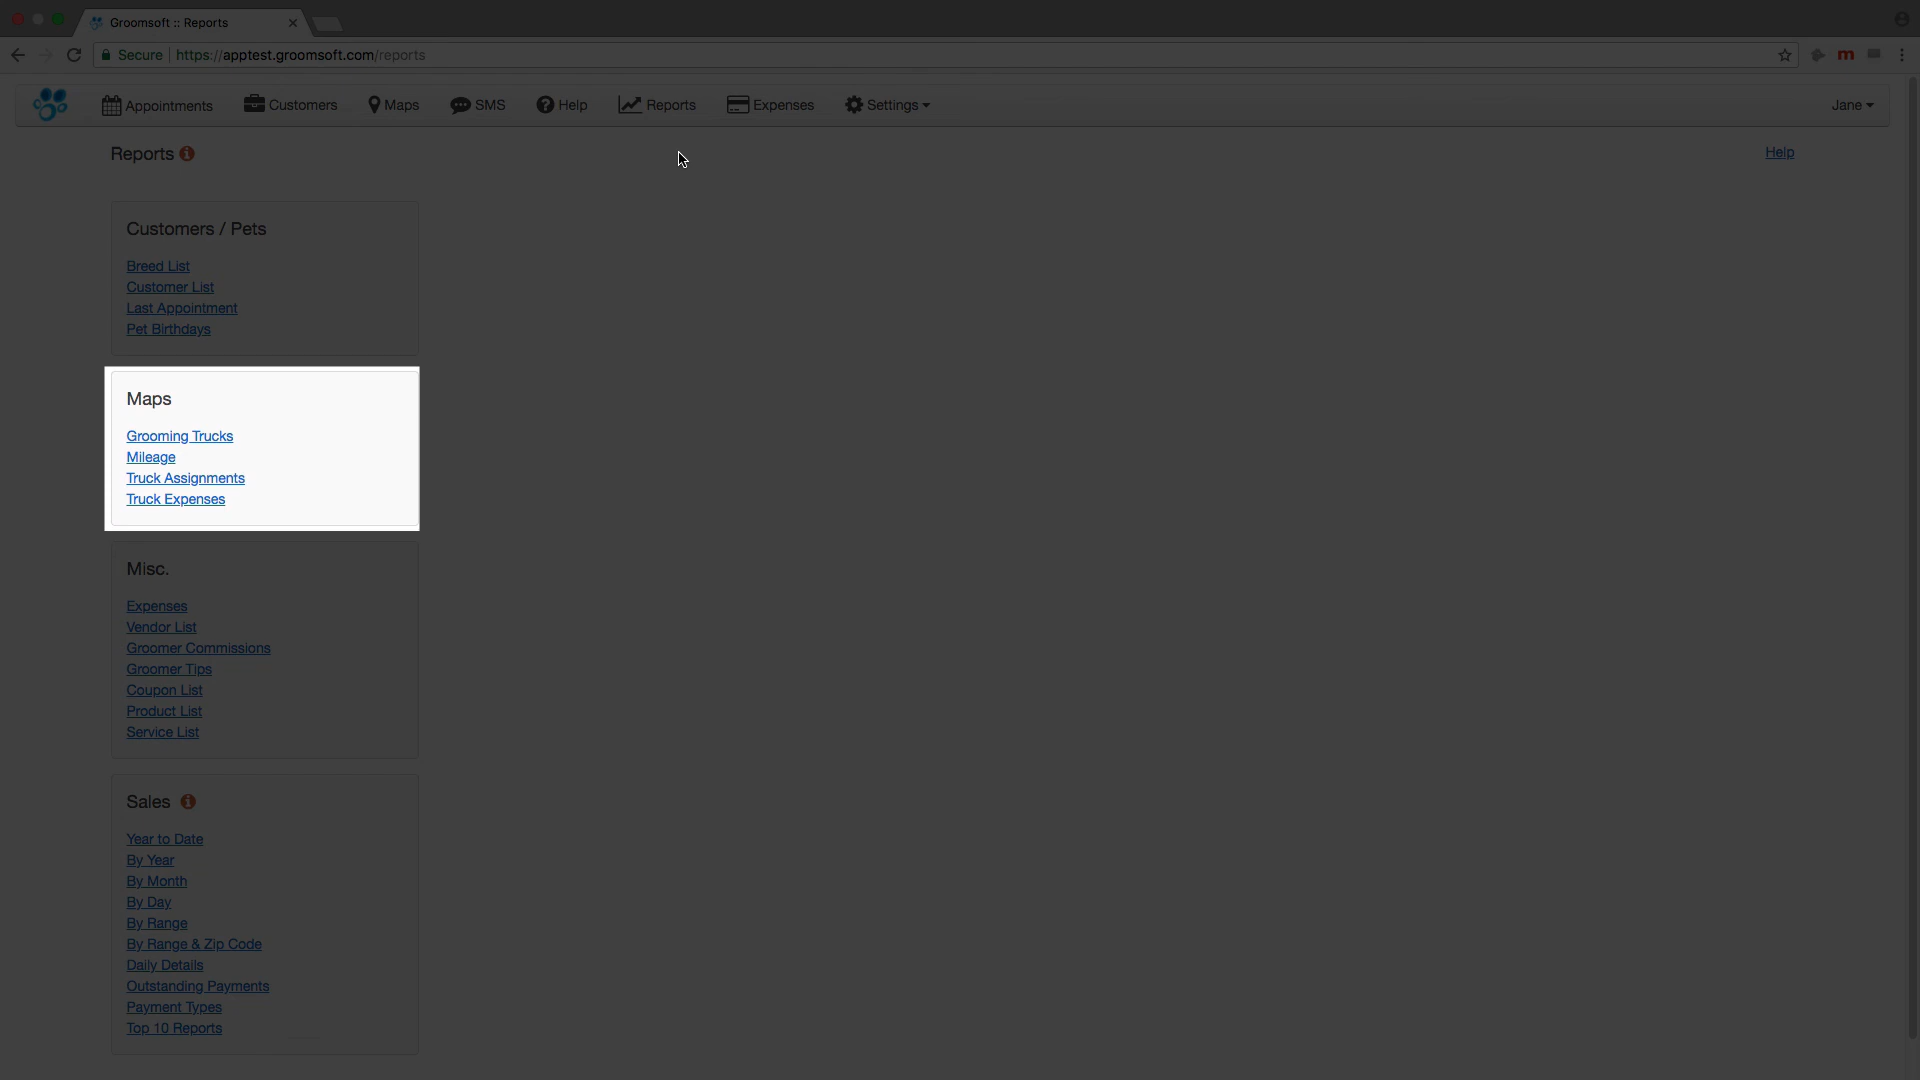 Groomsoft :: Reports
Secure https://apptest.groomsoft.com/reports
m
Appointments Customers Maps SMS Help Reports Expenses Settings Jane
Reports
Help
Customers / Pets
Breed List
Customer List
Last Appointment
Pet Birthdays
Maps
Grooming Trucks
Mileage
Truck Assignments
Truck Expenses
Misc.
Expenses
Vendor List
Groomer Commissions
Groomer Tips
Coupon List
Product List
Service List
Sales
Year to Date
By Year
By Month
By Day
By Range
By Range & Zip Code
Daily Details
Outstanding Payments
Payment Types
Top 10 Reports